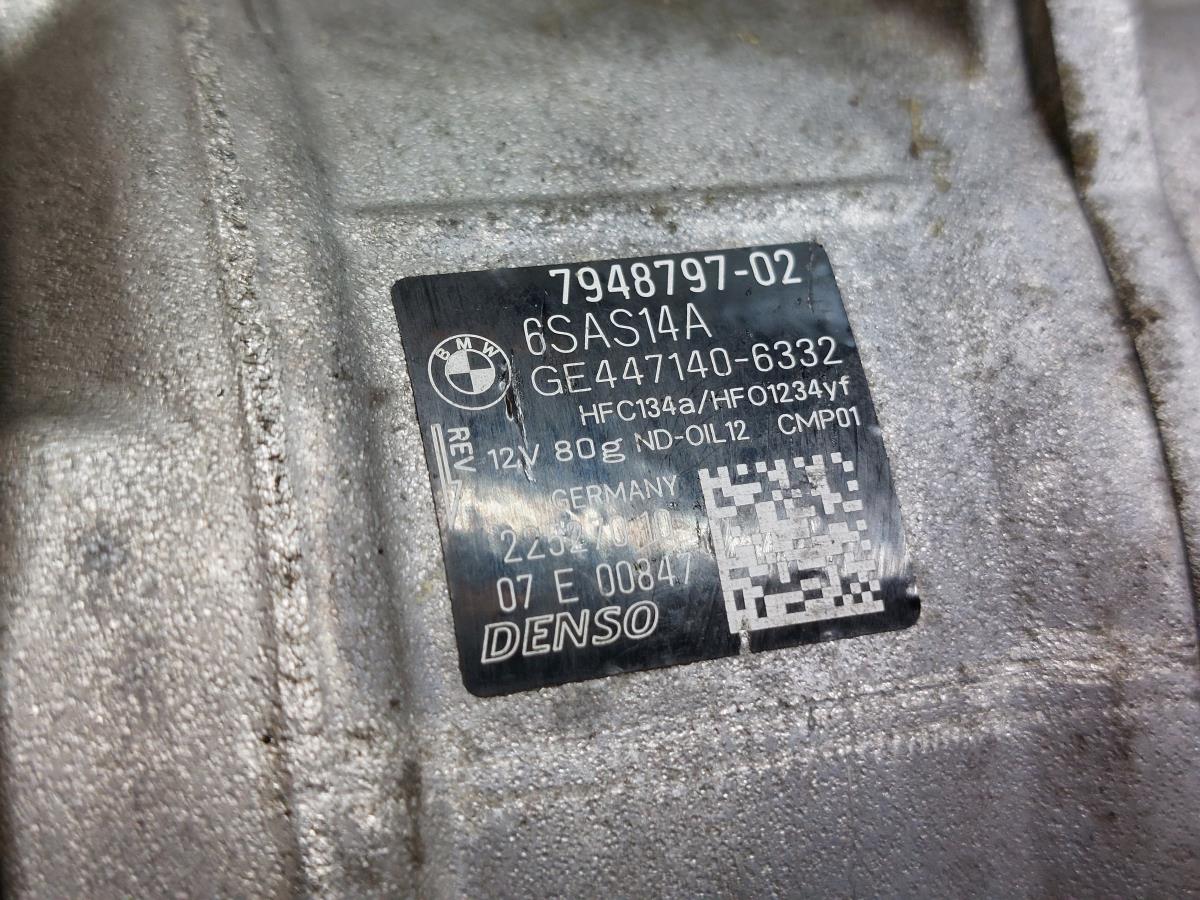 7948797-02
6SAS14A
BMW
GE447140-6332
HFC134a/HFO1234yf
REV
12V 80g ND-OIL12 CMP01
GERMANY
07 E 00847
DENSO